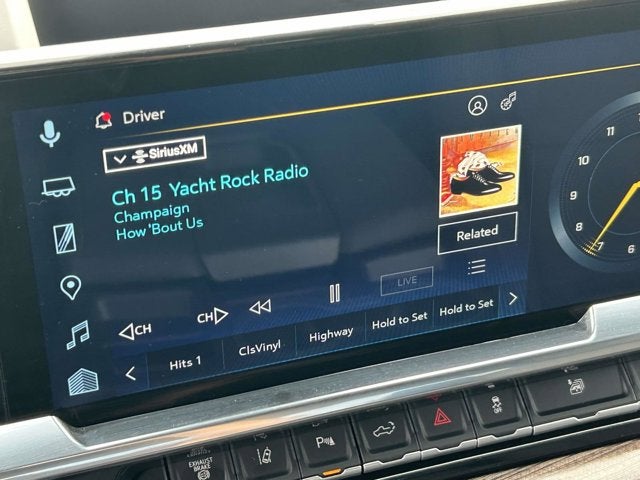 Driver
SiriusXM
Ch 15 Yacht Rock Radio
Champaign
How 'Bout Us
Related
LIVE
CH
CH
Hits 1
ClsVinyl
Highway
Hold to Set
Hold to Set
10
9
8
7
6
11
EXHAUST
BRAKE
P
OFF